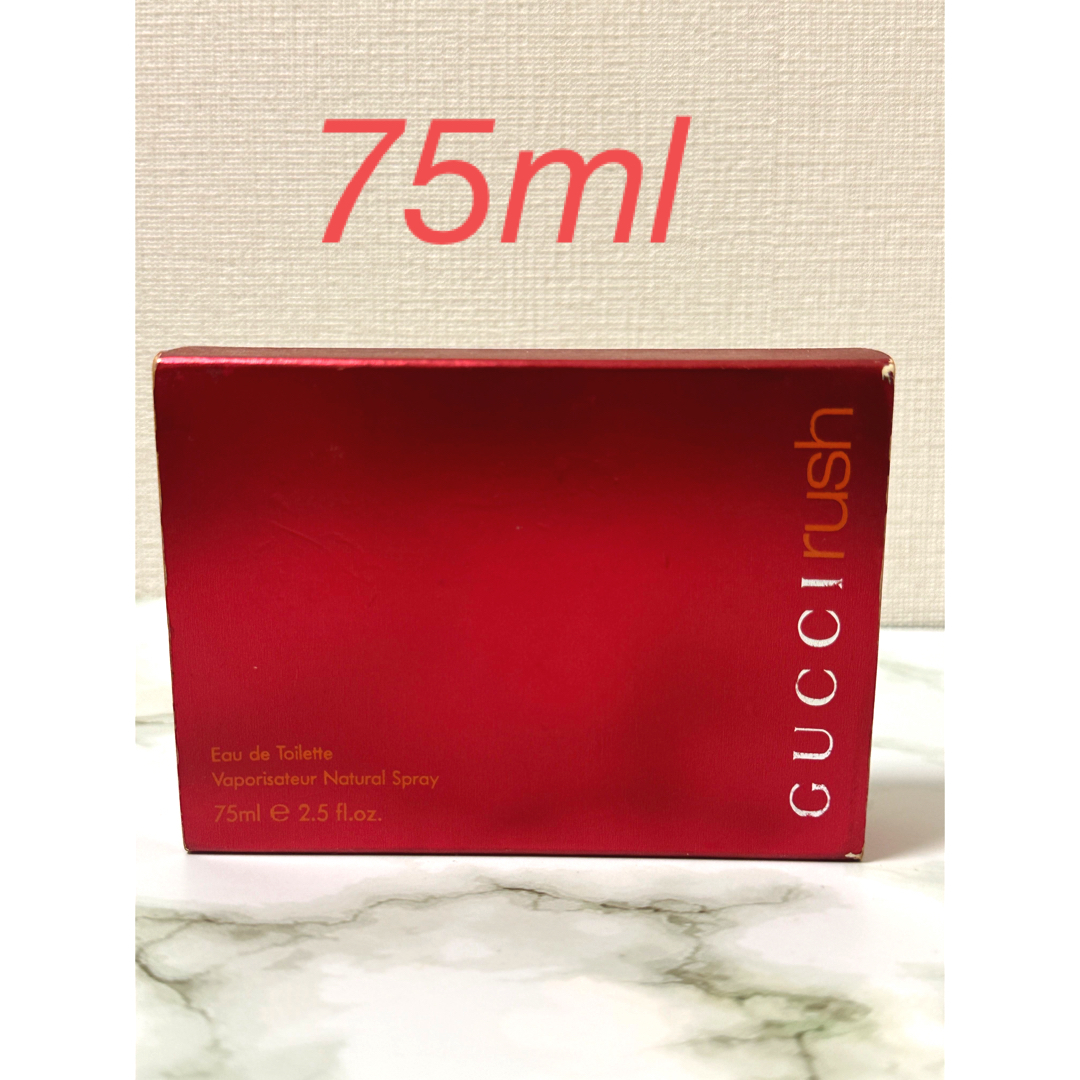 75ml
GUCCI rush
Eau de Toilette
Vaporisateur Natural Spray
75ml ℮ 2.5 fl.oz.